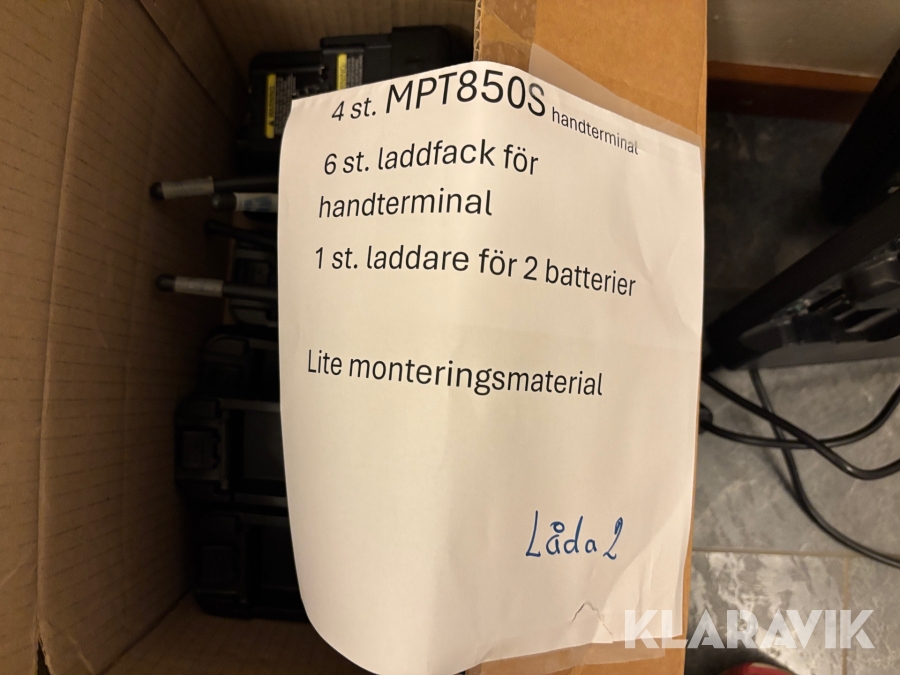 4 st. MPT850S handterminal
6 st. laddfack för
handterminal
1 st. laddare för 2 batterier
Lite monteringsmaterial
Låda 2
KLARAVIK